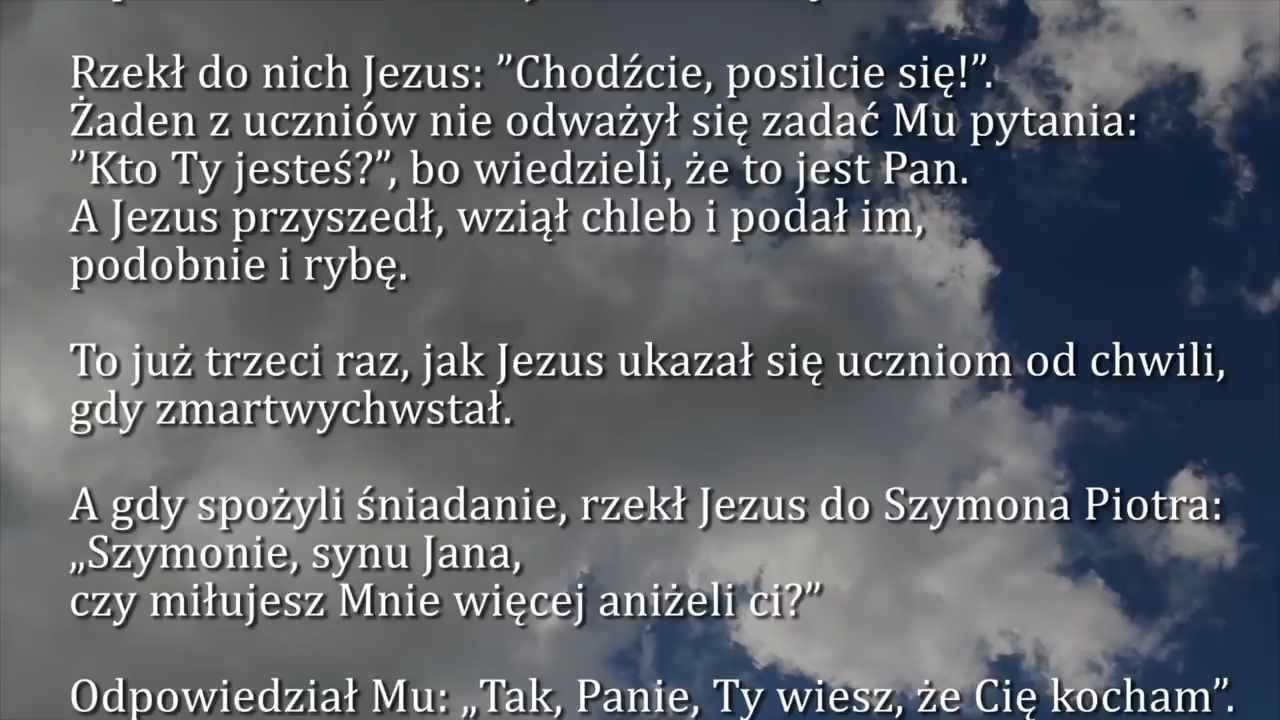 Rzekł do nich Jezus: ”Chodźcie, posilcie się!”.
Żaden z uczniów nie odważył się zadać Mu pytania:
”Kto Ty jesteś?”, bo wiedzieli, że to jest Pan.
A Jezus przyszedł, wziął chleb i podał im,
podobnie i rybę.
To już trzeci raz, jak Jezus ukazał się uczniom od chwili,
gdy zmartwychwstał.
A gdy spożyli śniadanie, rzekł Jezus do Szymona Piotra:
„Szymonie, synu Jana,
czy miłujesz Mnie więcej aniżeli ci?”
Odpowiedział Mu: „Tak, Panie, Ty wiesz, że Cię kocham”.